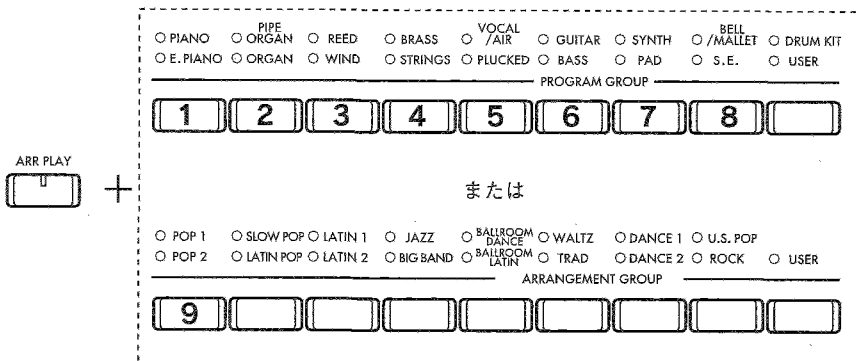 PIANO PIPE ORGAN REED BRASS VOCAL /AIR GUITAR SYNTH BELL /MALLET DRUM KIT
E.PIANO ORGAN WIND STRINGS PLUCKED BASS PAD S.E. USER
PROGRAM GROUP
1 2 3 4 5 6 7 8
ARR PLAY
+
または
POP 1 SLOW POP LATIN 1 JAZZ BALLROOM DANCE WALTZ DANCE 1 U.S. POP
POP 2 LATIN POP LATIN 2 BIG BAND BALLROOM LATIN TRAD DANCE 2 ROCK USER
ARRANGEMENT GROUP
9